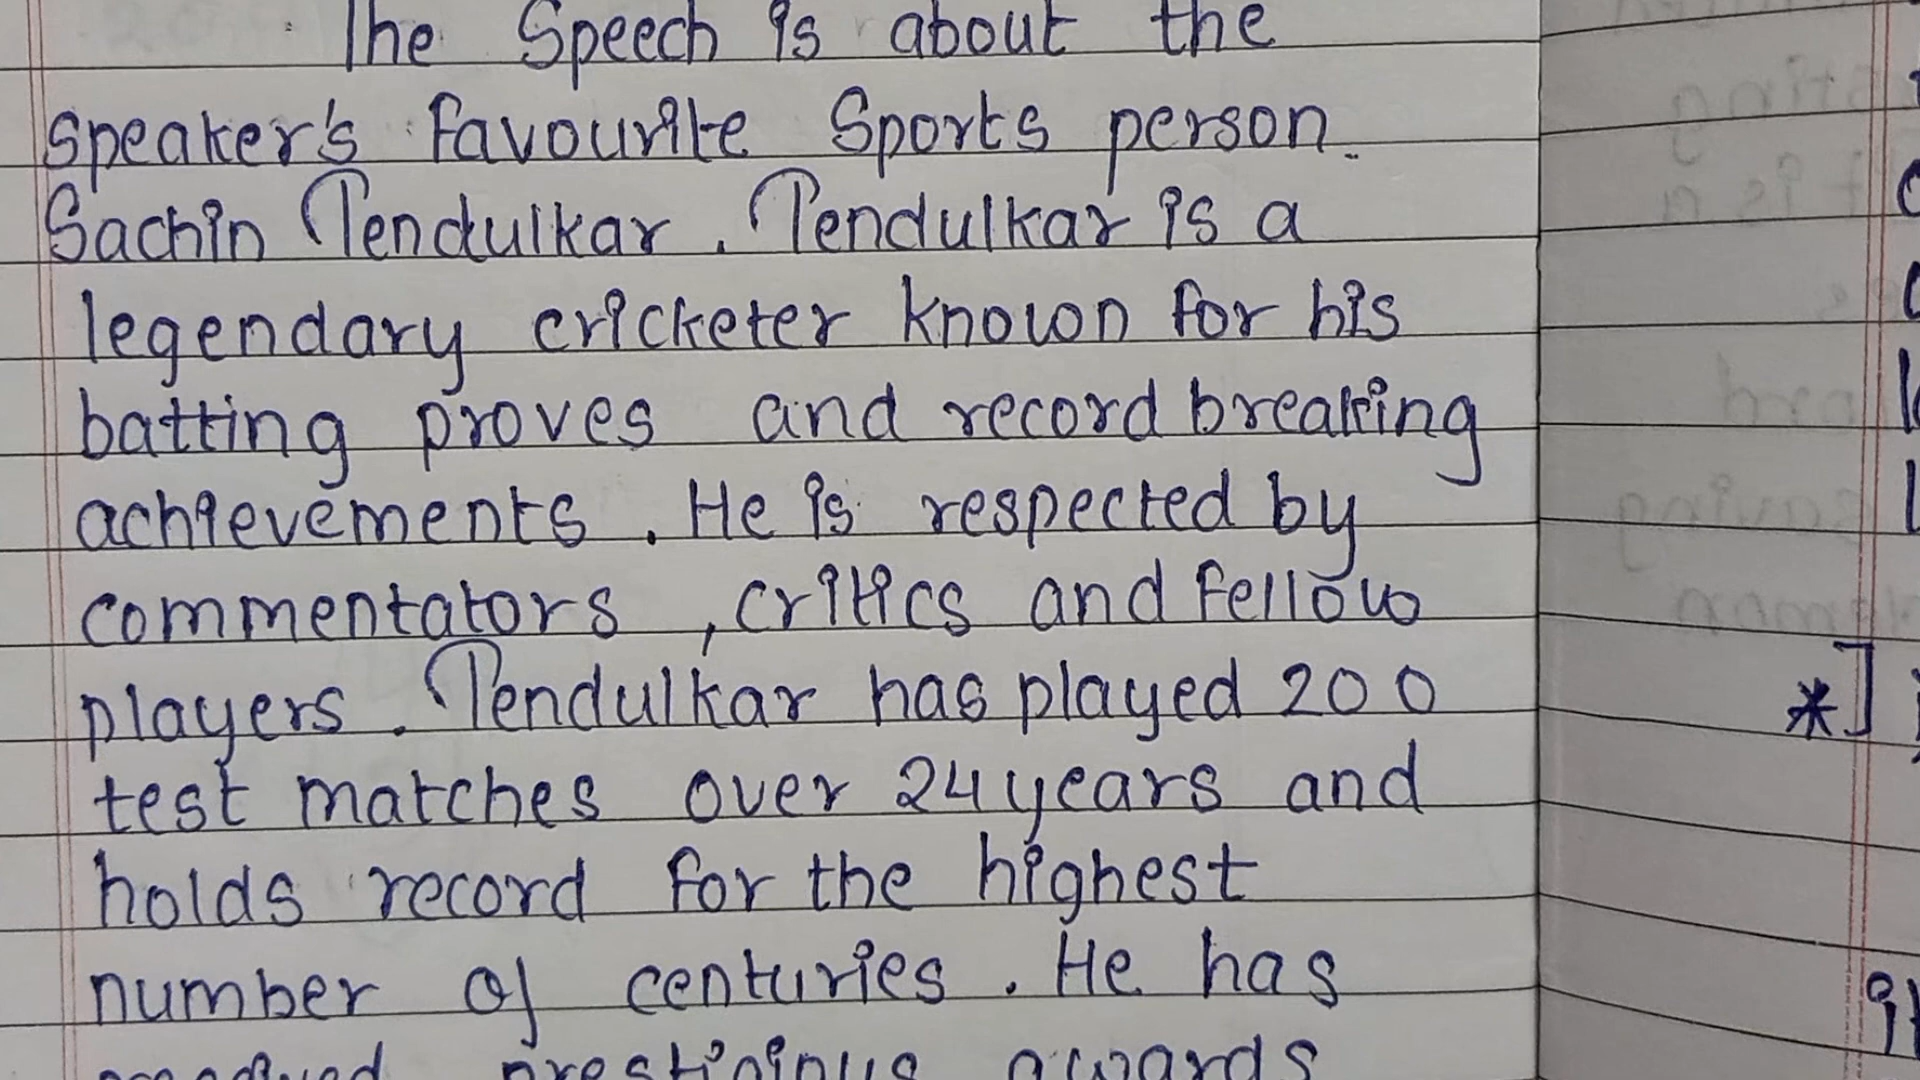 The Speech is about the
speaker's favourite Sports person.
Sachin Tendulkar. Tendulkar is a
legendary cricketer known for his
batting proves and record breaking
achievements. He is respected by
commentators, critics and fellow
players. Tendulkar has played 200
test matches over 24 years and
holds record for the highest
number of centuries. He has
awards
*]